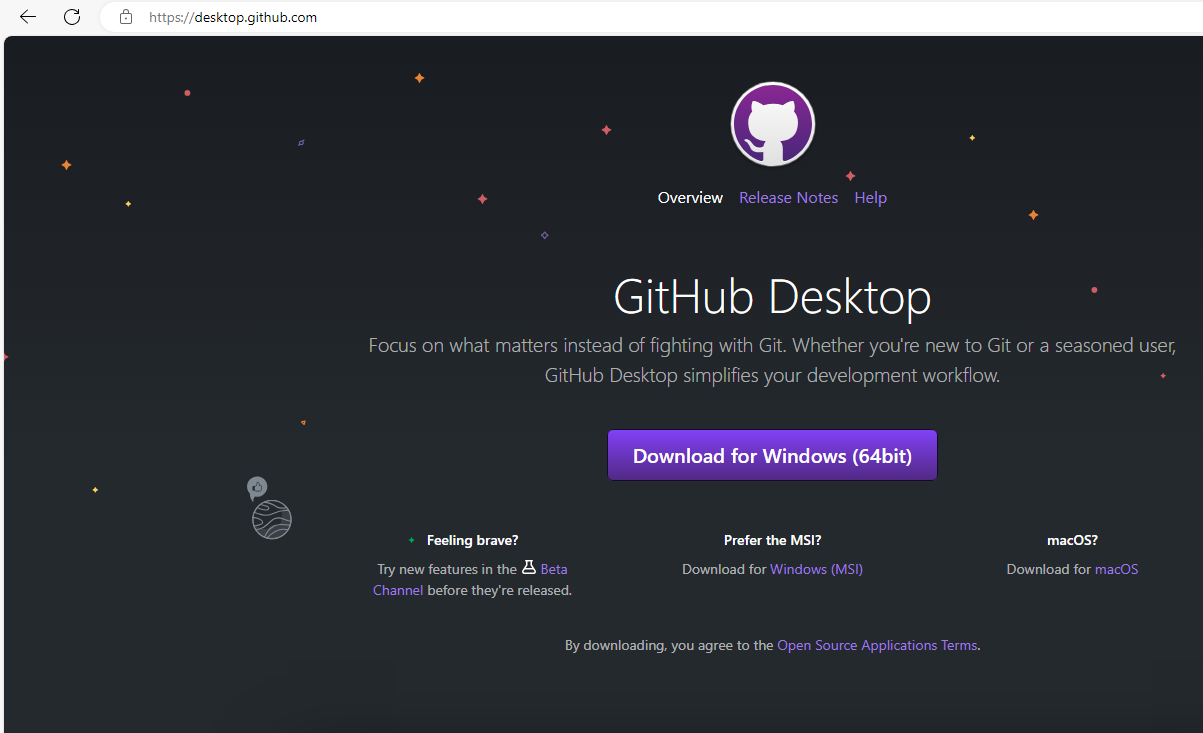 https://desktop.github.com
Overview Release Notes Help
GitHub Desktop
Focus on what matters instead of fighting with Git. Whether you're new to Git or a seasoned user,
GitHub Desktop simplifies your development workflow.
Download for Windows (64bit)
Feeling brave?
Try new features in the Beta
Channel before they're released.
Prefer the MSI?
Download for Windows (MSI)
macOS?
Download for macOS
By downloading, you agree to the Open Source Applications Terms.